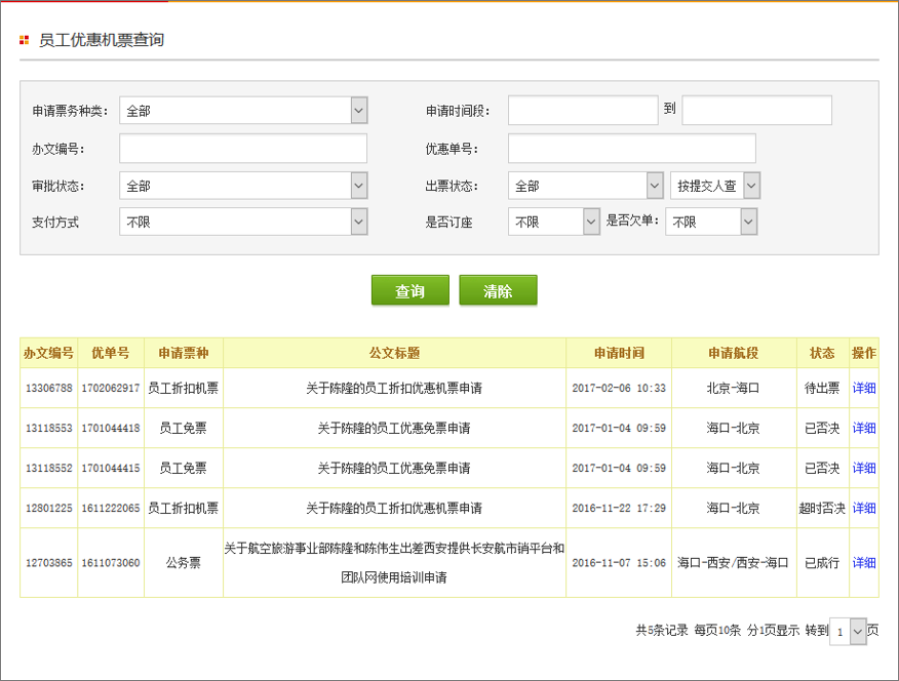 员工优惠机票查询
申请票务种类： 全部 申请时间段： 到
办文编号： 优惠单号：
审批状态： 全部 出票状态： 全部 按提交人查
支付方式 不限 是否订座 不限 是否欠单： 不限
查询 清除
办文编号 优单号 申请票种 公文标题 申请时间 申请航段 状态 操作
13306788 1702062917 员工折扣机票 关于陈隆的员工折扣优惠机票申请 2017-02-06 10:33 北京-海口 待出票 详细
13118553 1701044418 员工免票 关于陈隆的员工优惠免票申请 2017-01-04 09:59 海口-北京 已否决 详细
13118552 1701044415 员工免票 关于陈隆的员工优惠免票申请 2017-01-04 09:59 海口-北京 已否决 详细
12801225 1611222065 员工折扣机票 关于陈隆的员工折扣优惠机票申请 2016-11-22 17:29 海口-北京 超时否决 详细
12703865 1611073060 公务票 关于航空旅游事业部陈隆和陈伟生出差西安提供长安航市销平台和 2016-11-07 15:06 海口-西安/西安-海口 已成行 详细
团队网使用培训申请
共5条记录 每页10条 分1页显示 转到 1 页